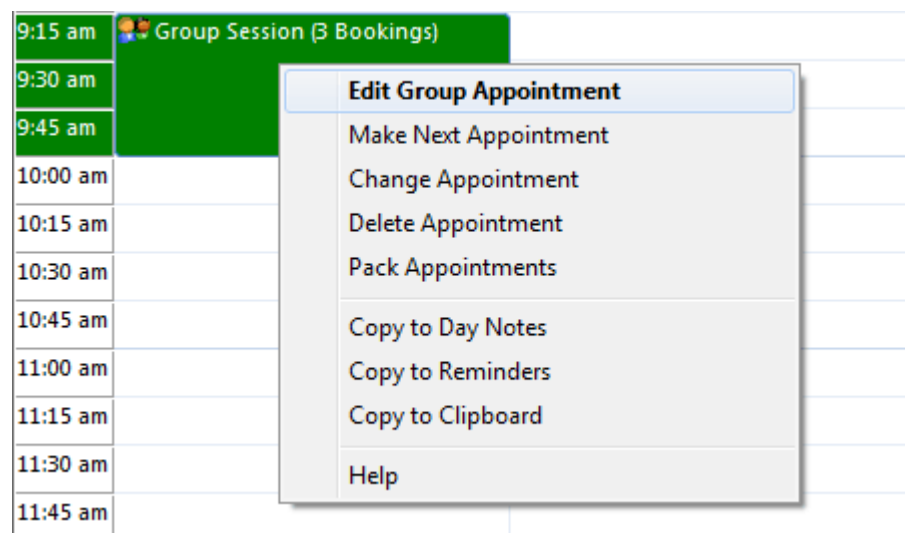 9:15 am Group Session (3 Bookings)
9:30 am
Edit Group Appointment
9:45 am
Make Next Appointment
10:00 am
Change Appointment
10:15 am
Delete Appointment
10:30 am
Pack Appointments
10:45 am
Copy to Day Notes
11:00 am
Copy to Reminders
11:15 am
Copy to Clipboard
11:30 am
Help
11:45 am